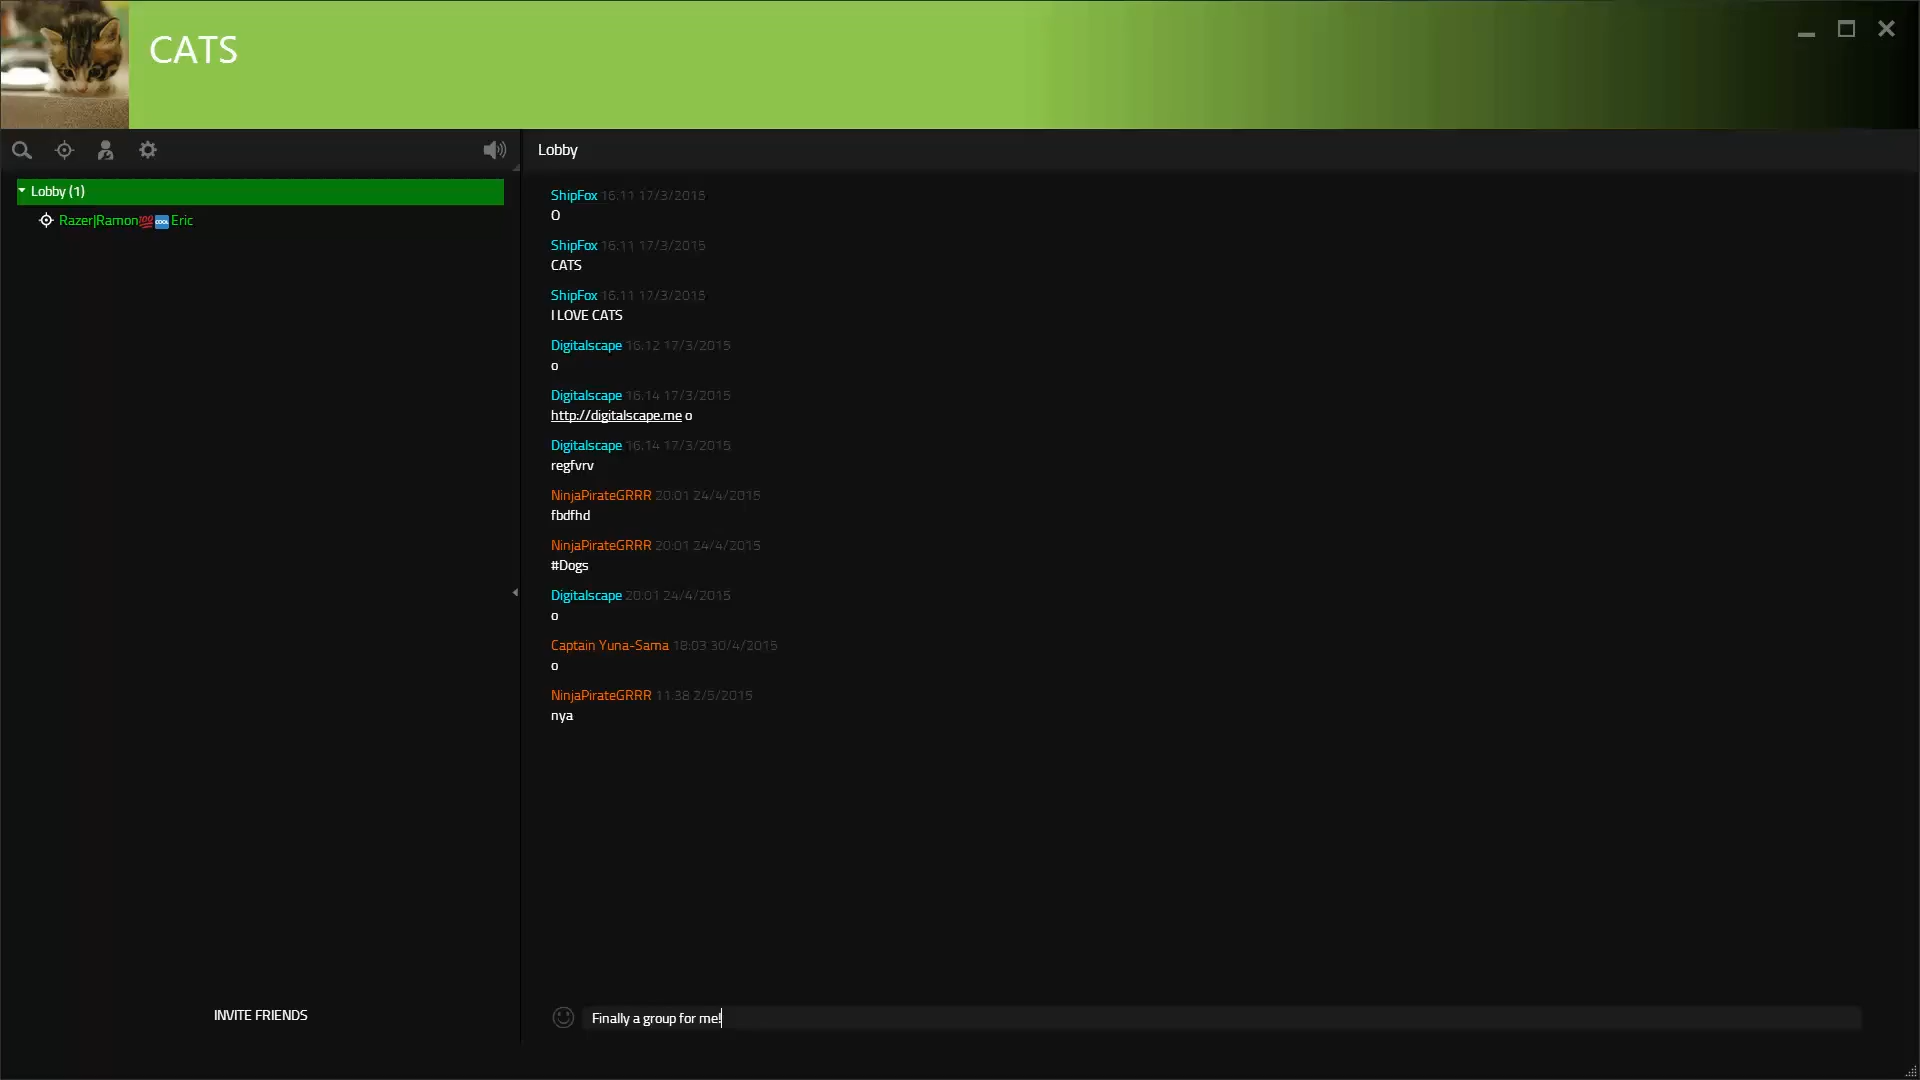 CATS
Lobby (1)
Razer|Ramon💯🆒Eric
INVITE FRIENDS
Lobby
ShipFox 16.11 17/3/2015
O
ShipFox 16.11 17/3/2015
CATS
ShipFox 16.11 17/3/2015
I LOVE CATS
Digitalscape 16.12 17/3/2015
o
Digitalscape 16.14 17/3/2015
http://digitalscape.me o
Digitalscape 16.14 17/3/2015
regfvrv
NinjaPirateGRRR 20:01 24/4/2015
fbdfhd
NinjaPirateGRRR 20:01 24/4/2015
#Dogs
Digitalscape 20:01 24/4/2015
o
Captain Yuna-Sama 18:03 30/4/2015
o
NinjaPirateGRRR 11.38 2/5/2015
nya
Finally a group for me!